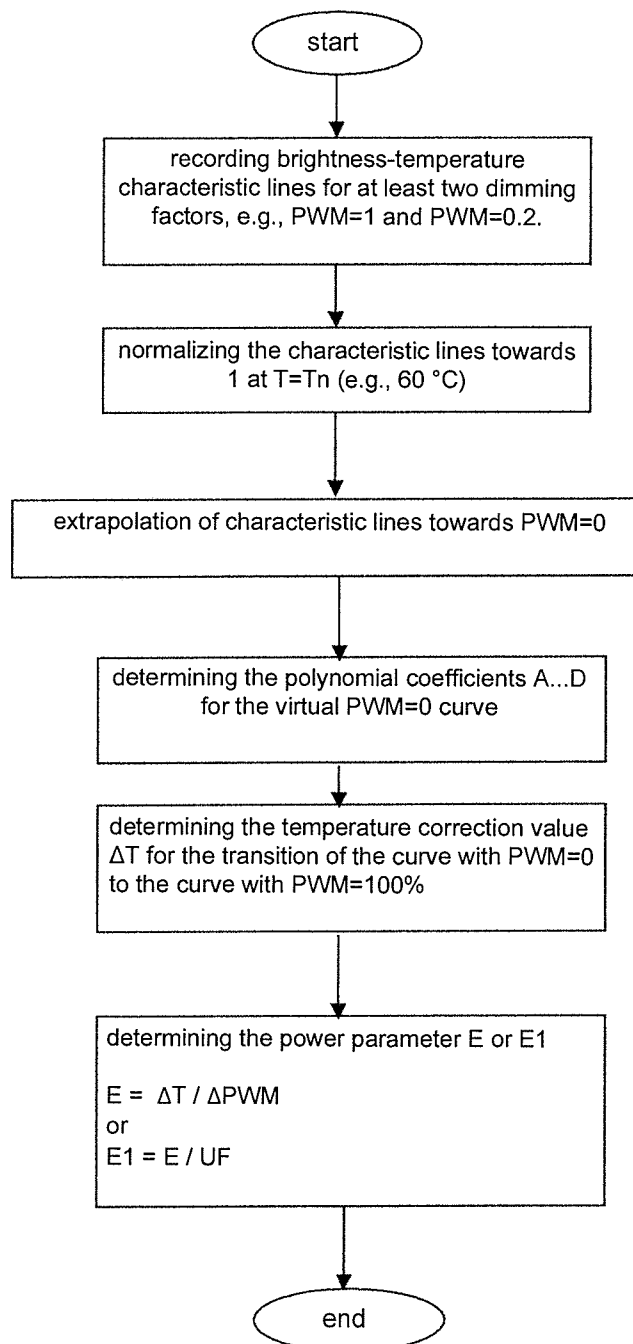 start
recording brightness-temperature
characteristic lines for at least two dimming
factors, e.g., PWM=1 and PWM=0.2.
normalizing the characteristic lines towards
1 at T=Tn (e.g., 60 °C)
extrapolation of characteristic lines towards PWM=0
determining the polynomial coefficients A...D
for the virtual PWM=0 curve
determining the temperature correction value
ΔT for the transition of the curve with PWM=0
to the curve with PWM=100%
determining the power parameter E or E1
E = ΔT / ΔPWM
or
E1 = E / UF
end